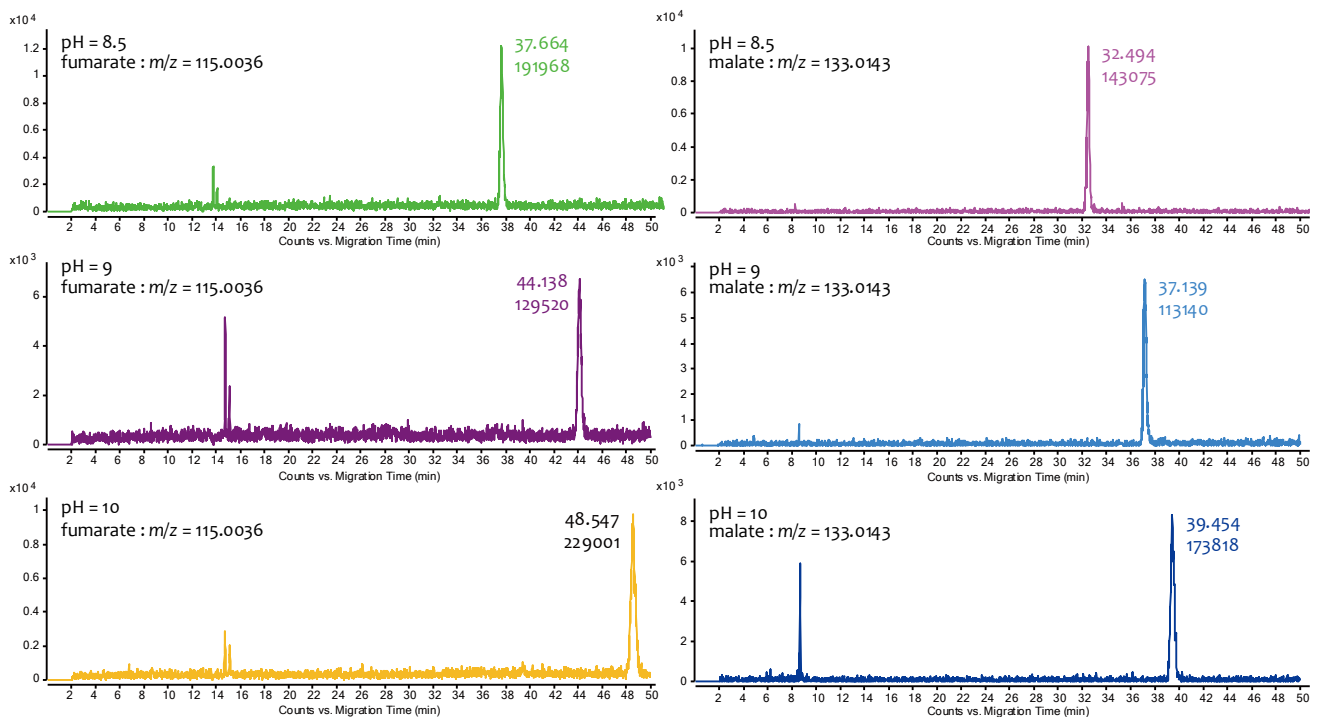 x10 4
pH = 8.5
fumarate : m/z = 115.0036
37.664
191968
1.2
1
0.8
0.6
0.4
0.2
0
2 4 6 8 10 12 14 16 18 20 22 24 26 28 30 32 34 36 38 40 42 44 46 48 50
Counts vs. Migration Time (min)
x10 4
pH = 8.5
malate : m/z = 133.0143
32.494
143075
1
0.8
0.6
0.4
0.2
0
2 4 6 8 10 12 14 16 18 20 22 24 26 28 30 32 34 36 38 40 42 44 46 48 50
Counts vs. Migration Time (min)
x10 3
pH = 9
fumarate : m/z = 115.0036
44.138
129520
6
4
2
0
2 4 6 8 10 12 14 16 18 20 22 24 26 28 30 32 34 36 38 40 42 44 46 48 50
Counts vs. Migration Time (min)
x10 3
pH = 9
malate : m/z = 133.0143
37.139
113140
7
6
5
4
3
2
1
0
2 4 6 8 10 12 14 16 18 20 22 24 26 28 30 32 34 36 38 40 42 44 46 48 50
Counts vs. Migration Time (min)
x10 4
pH = 10
fumarate : m/z = 115.0036
48.547
229001
1
0.8
0.6
0.4
0.2
0
2 4 6 8 10 12 14 16 18 20 22 24 26 28 30 32 34 36 38 40 42 44 46 48 50
Counts vs. Migration Time (min)
x10 3
pH = 10
malate : m/z = 133.0143
39.454
173818
8
6
4
2
0
2 4 6 8 10 12 14 16 18 20 22 24 26 28 30 32 34 36 38 40 42 44 46 48 50
Counts vs. Migration Time (min)